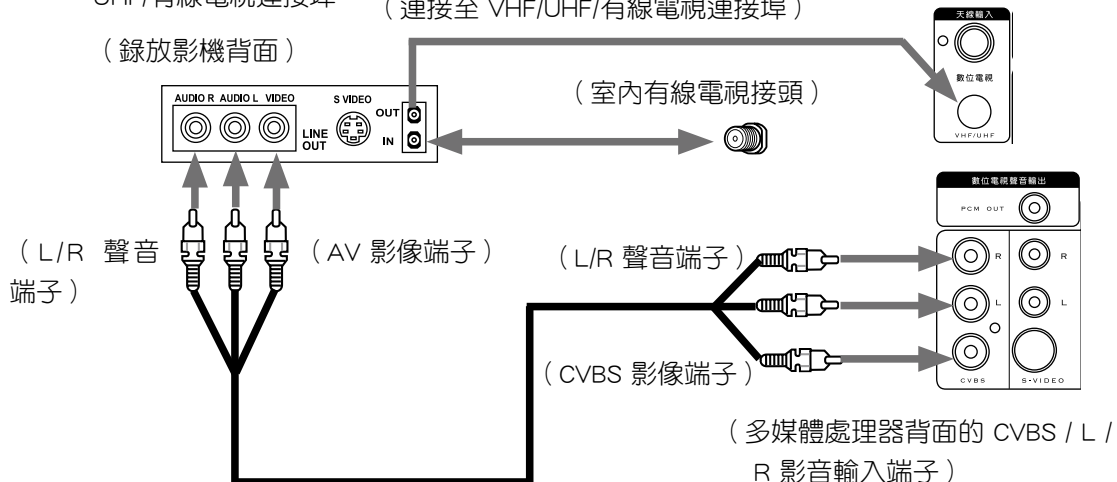 UHF/有線電視連接埠
（連接至 VHF/UHF/有線電視連接埠）
（錄放影機背面）
天線輸入
數位電視
VHF/UHF
（室內有線電視接頭）
AUDIO R AUDIO L VIDEO
S VIDEO
OUT
IN
LINE
OUT
數位電視聲音輸出
PCM OUT
（L/R 聲音
端子）
（AV 影像端子）
（L/R 聲音端子）
R
R
L
L
（CVBS 影像端子）
CVBS
S-VIDEO
（多媒體處理器背面的 CVBS / L /
R 影音輸入端子）